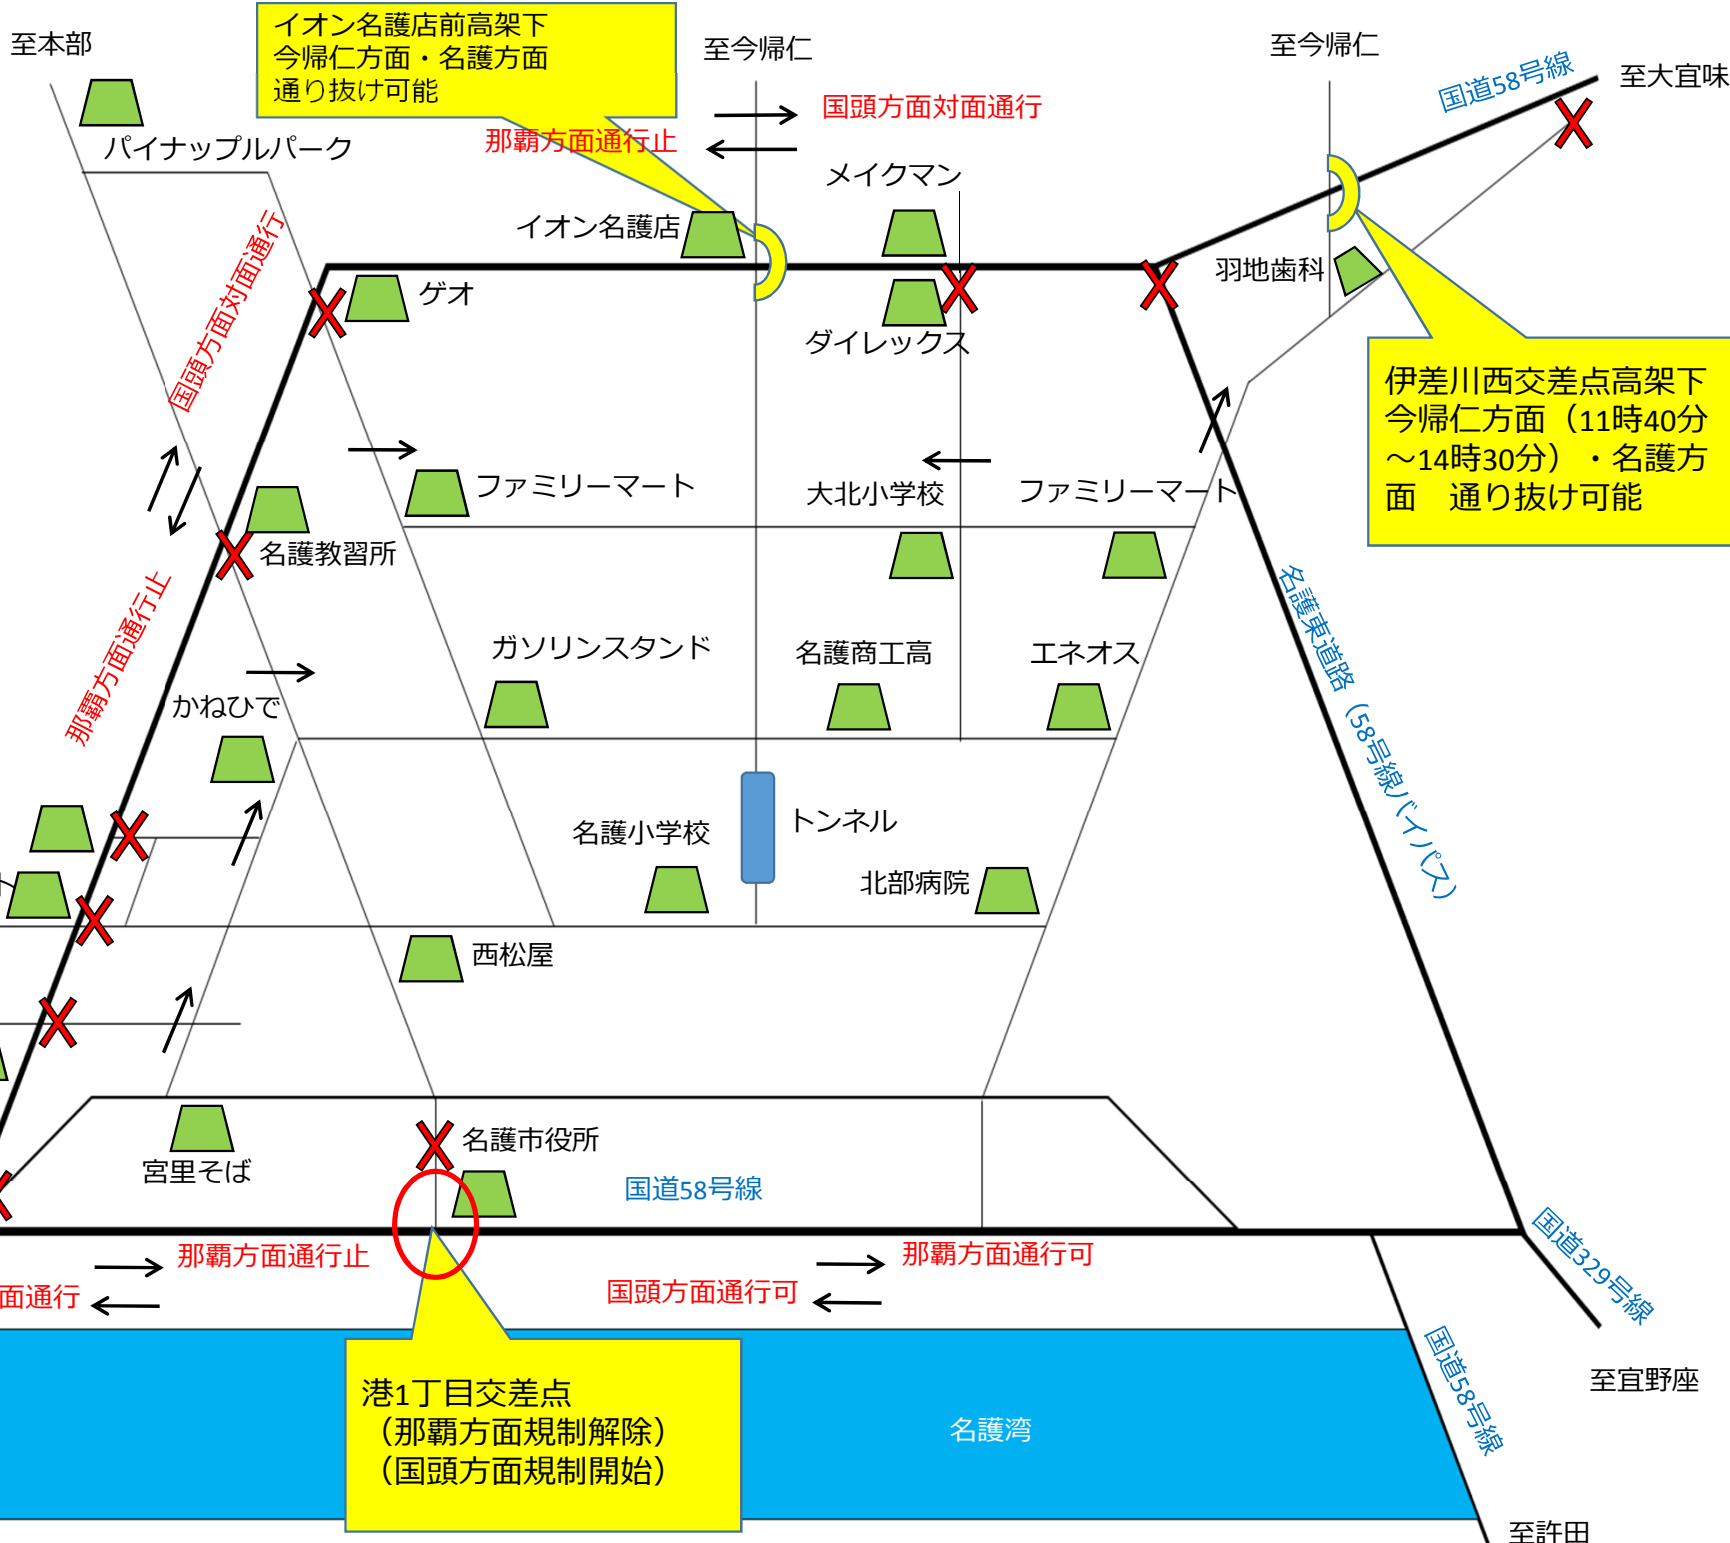 至本部
イオン名護店前高架下
今帰仁方面・名護方面
通り抜け可能
至今帰仁
至今帰仁
国道58号線
至大宜味
国頭方面対面通行
那覇方面通行止
パイナップルパーク
メイクマン
イオン名護店
ゲオ
羽地歯科
ダイレックス
国頭方面対面通行
伊差川西交差点高架下
今帰仁方面（11時40分
～14時30分）・名護方
面　通り抜け可能
ファミリーマート
大北小学校
ファミリーマート
名護教習所
那覇方面通行止
ガソリンスタンド
名護商工高
エネオス
名護東道路（58号線バイパス）
かねひで
名護小学校
トンネル
北部病院
西松屋
名護市役所
宮里そば
国道58号線
国道329号線
那覇方面通行止
那覇方面通行可
面通行
国頭方面通行可
国道58号線
至宜野座
港1丁目交差点
（那覇方面規制解除）
（国頭方面規制開始）
名護湾
至許田